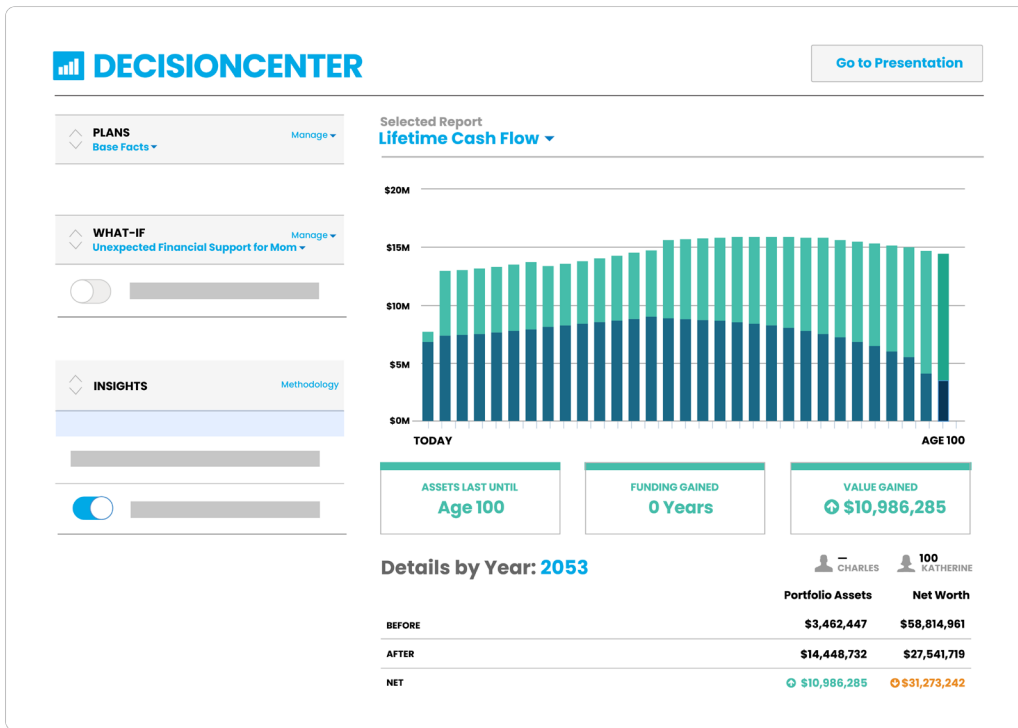 DECISIONCENTER
Go to Presentation
PLANS
Manage
Base Facts
WHAT-IF
Manage
Unexpected Financial Support for Mom
INSIGHTS
Methodology
Selected Report
Lifetime Cash Flow
$20M
$15M
$10M
$5M
$0M
TODAY
AGE 100
ASSETS LAST UNTIL
Age 100
FUNDING GAINED
0 Years
VALUE GAINED
$10,986,285
Details by Year: 2053
–
CHARLES
100
KATHERINE
Portfolio Assets Net Worth
BEFORE $3,462,447 $58,814,961
AFTER $14,448,732 $27,541,719
NET $10,986,285 $31,273,242